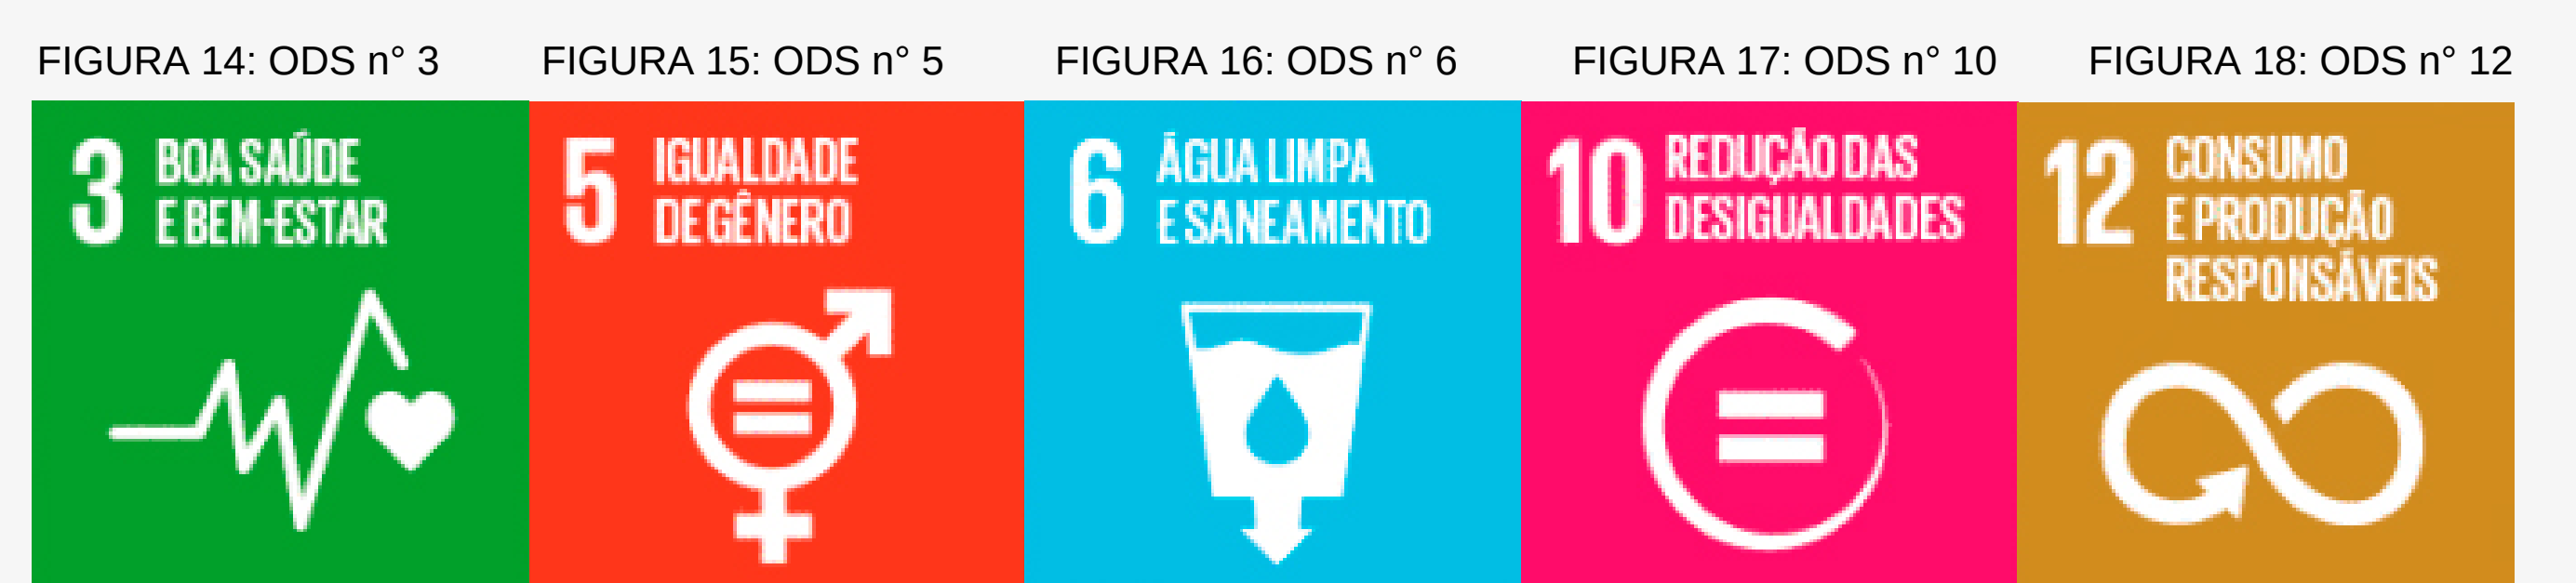 FIGURA 14: ODS n° 3
FIGURA 15: ODS n° 5
FIGURA 16: ODS n° 6
FIGURA 17: ODS n° 10
FIGURA 18: ODS n° 12
3 BOA SAÚDE
E BEM-ESTAR
5 IGUALDADE
DE GÊNERO
6 ÁGUA LIMPA
E SANEAMENTO
10 REDUÇÃO DAS
DESIGUALDADES
12 CONSUMO
E PRODUÇÃO
RESPONSÁVEIS